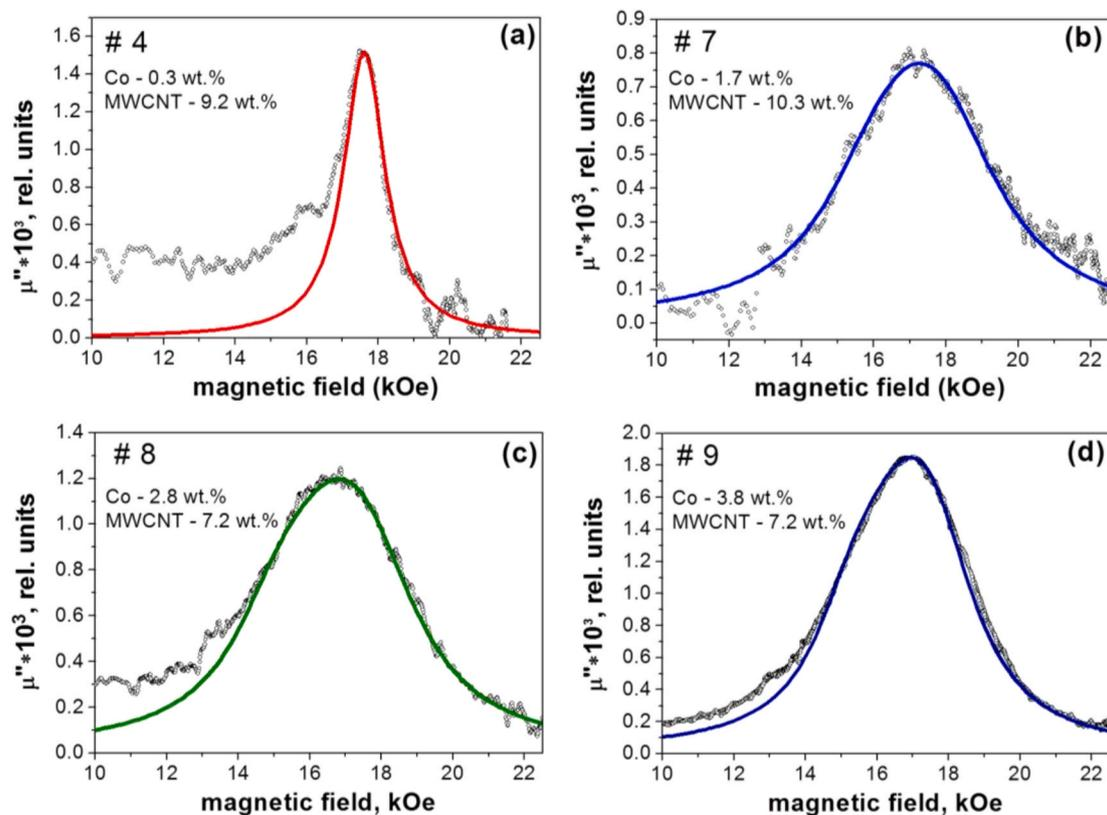 # 4
(a)
Co - 0.3 wt.%
MWCNT - 9.2 wt.%
μ"*10³, rel. units
1.6
1.4
1.2
1.0
0.8
0.6
0.4
0.2
0.0
10 12 14 16 18 20 22
magnetic field (kOe)
# 7
(b)
Co - 1.7 wt.%
MWCNT - 10.3 wt.%
μ"*10³, rel. units
0.9
0.8
0.7
0.6
0.5
0.4
0.3
0.2
0.1
0.0
10 12 14 16 18 20 22
magnetic field (kOe)
# 8
(c)
Co - 2.8 wt.%
MWCNT - 7.2 wt.%
μ"*10³, rel. units
1.4
1.2
1.0
0.8
0.6
0.4
0.2
0.0
10 12 14 16 18 20 22
magnetic field, kOe
# 9
(d)
Co - 3.8 wt.%
MWCNT - 7.2 wt.%
μ"*10³, rel. units
2.0
1.8
1.6
1.4
1.2
1.0
0.8
0.6
0.4
0.2
0.0
10 12 14 16 18 20 22
magnetic field, kOe